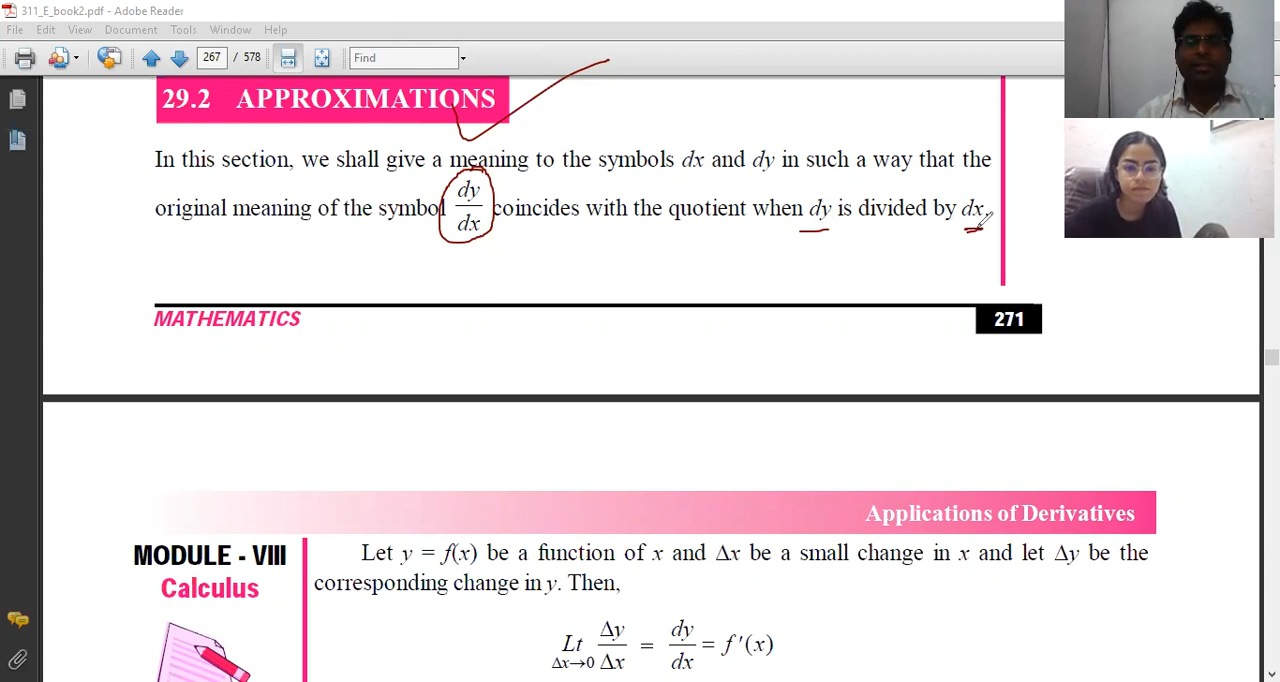 311_E_book2.pdf - Adobe Reader
File Edit View Document Tools Window Help
267 / 578 Find
29.2 APPROXIMATIONS
In this section, we shall give a meaning to the symbols dx and dy in such a way that the
original meaning of the symbol dy/dx coincides with the quotient when dy is divided by dx.
MATHEMATICS 271
Applications of Derivatives
MODULE - VIII
Calculus
Let y = f(x) be a function of x and Δx be a small change in x and let Δy be the
corresponding change in y. Then,
Lt Δx→0 Δy/Δx = dy/dx = f'(x)